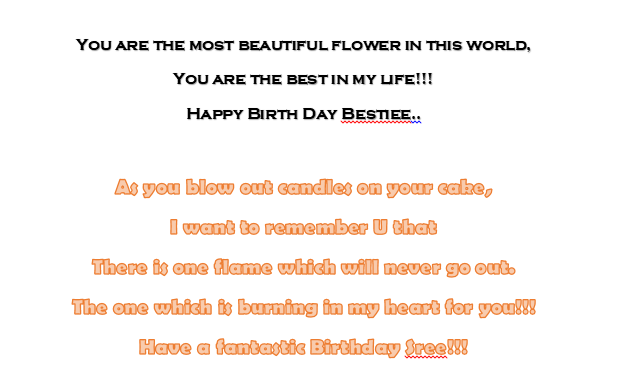 You are the most beautiful flower in this world,
You are the best in my life!!!
Happy Birth Day Bestiee..
As you blow out candles on your cake,
I want to remember U that
There is one flame which will never go out.
The one which is burning in my heart for you!!!
Have a fantastic Birthday Sree!!!